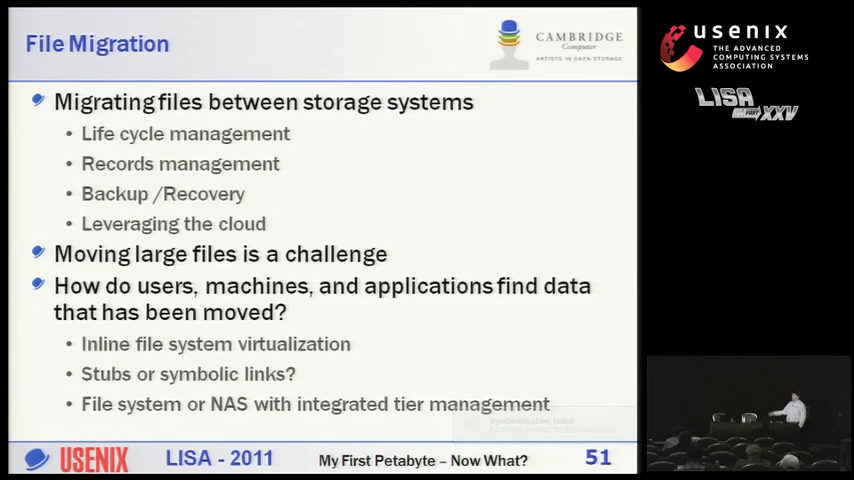 File Migration
CAMBRIDGE
Computer
ARTISTS IN DATA STORAGE
Migrating files between storage systems
Life cycle management
Records management
Backup /Recovery
Leveraging the cloud
Moving large files is a challenge
How do users, machines, and applications find data
that has been moved?
Inline file system virtualization
Stubs or symbolic links?
File system or NAS with integrated tier management
USENIX
LISA - 2011
My First Petabyte – Now What?
51
usenix
THE ADVANCED
COMPUTING SYSTEMS
ASSOCIATION
LISA
XXV